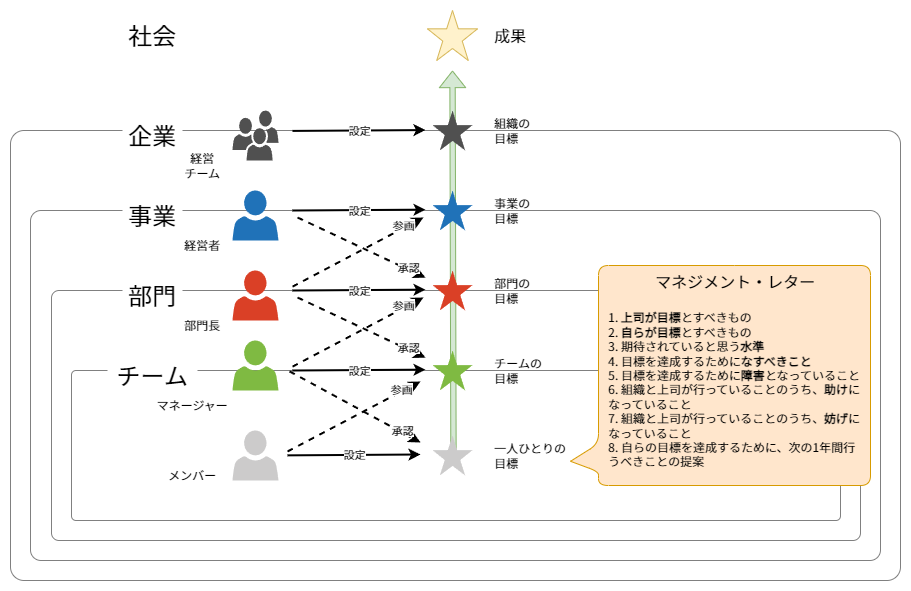 社会
成果
企業
設定
組織の
目標
経営
チーム
事業
設定
事業の
目標
参画
経営者
承認
部門
設定
部門の
目標
参画
部門長
承認
チーム
設定
チームの
目標
参画
マネージャー
承認
設定
一人ひとりの
目標
メンバー
マネジメント・レター
1. 上司が目標とすべきもの
2. 自らが目標とすべきもの
3. 期待されていると思う水準
4. 目標を達成するためになすべきこと
5. 目標を達成するために障害となっていること
6. 組織と上司が行っていることのうち、助けに
なっていること
7. 組織と上司が行っていることのうち、妨げに
なっていること
8. 自らの目標を達成するために、次の1年間行
うべきことの提案